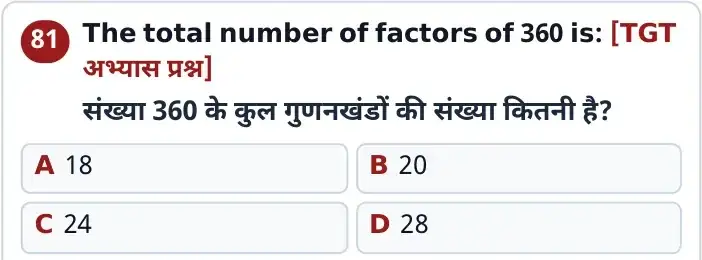 81 The total number of factors of 360 is: [TGT
अभ्यास प्रश्न]
संख्या 360 के कुल गुणनखंडों की संख्या कितनी है?
A 18
B 20
C 24
D 28